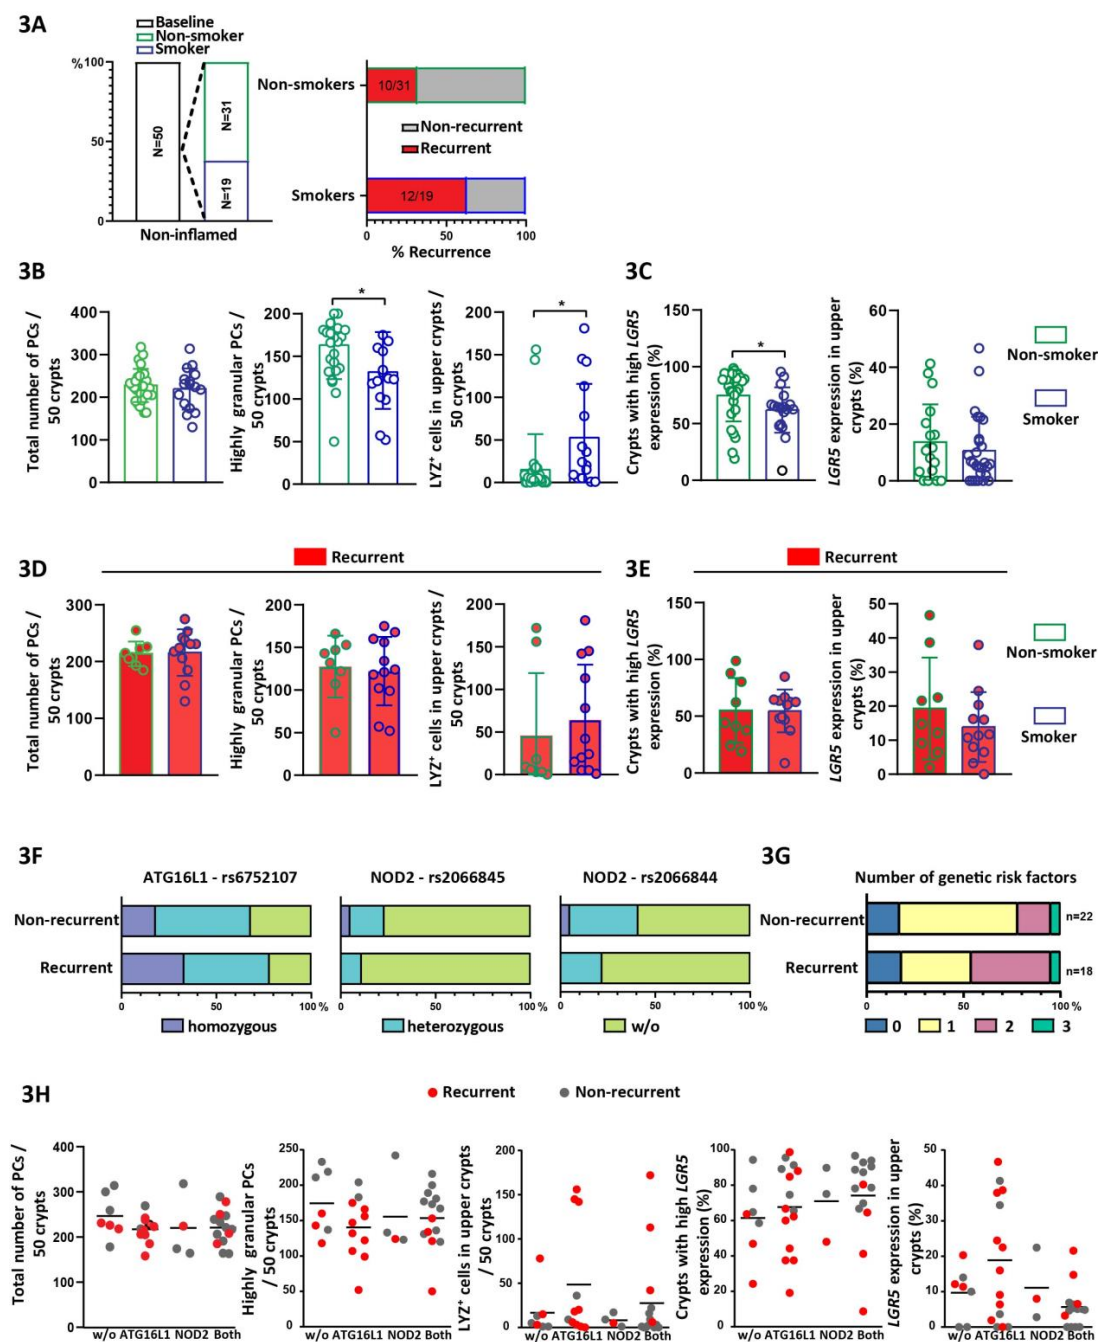 3A
Baseline
Non-smoker
Smoker
%100
50
0
N=50
N=31
N=19
Non-inflamed
Non-smokers
10/31
Non-recurrent
Recurrent
Smokers
12/19
0 50 100
% Recurrence
3B
Total number of PCs /
50 crypts
400
300
200
100
0
Highly granular PCs /
50 crypts
200
150
100
50
0
*
LYZ+ cells in upper crypts /
50 crypts
200
150
100
50
0
*
3C
Crypts with high LGR5
expression (%)
150
100
50
0
*
LGR5 expression in upper
crypts (%)
60
40
20
0
Non-smoker
Smoker
3D
Recurrent
Total number of PCs /
50 crypts
300
200
100
0
Highly granular PCs /
50 crypts
200
150
100
50
0
LYZ+ cells in upper crypts /
50 crypts
200
150
100
50
0
3E
Recurrent
Crypts with high LGR5
expression (%)
150
100
50
0
LGR5 expression in upper
crypts (%)
50
40
30
20
10
0
Non-smoker
Smoker
3F
ATG16L1 - rs6752107
NOD2 - rs2066845
NOD2 - rs2066844
Non-recurrent
Recurrent
0 50 100 %
0 50 100 %
0 50 100 %
homozygous
heterozygous
w/o
3G
Number of genetic risk factors
Non-recurrent
n=22
Recurrent
n=18
0 50 100 %
0 1 2 3
3H
Recurrent
Non-recurrent
Total number of PCs /
50 crypts
400
300
200
100
0
w/o ATG16L1 NOD2 Both
Highly granular PCs
/ 50 crypts
250
200
150
100
50
0
w/o ATG16L1 NOD2 Both
LYZ+ cells in upper crypts
/ 50 crypts
200
150
100
50
0
w/o ATG16L1 NOD2 Both
Crypts with high LGR5
expression (%)
100
80
60
40
20
0
w/o ATG16L1 NOD2 Both
LGR5 expression in upper
crypts (%)
50
40
30
20
10
0
w/o ATG16L1 NOD2 Both